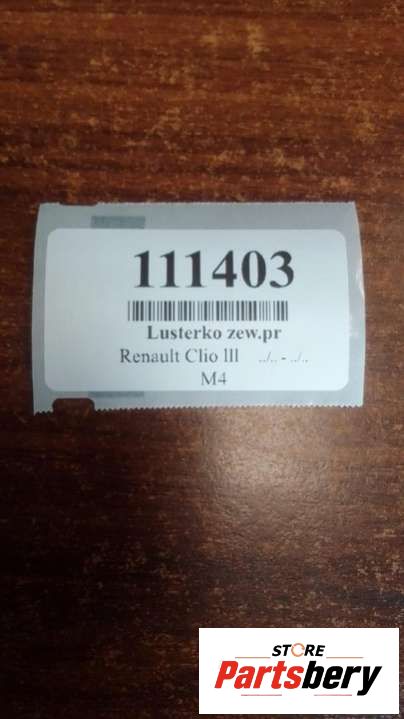 111403
Lusterko zew.pr
Renault Clio lll ../.. - ../..
M4
STORE
Partsbery